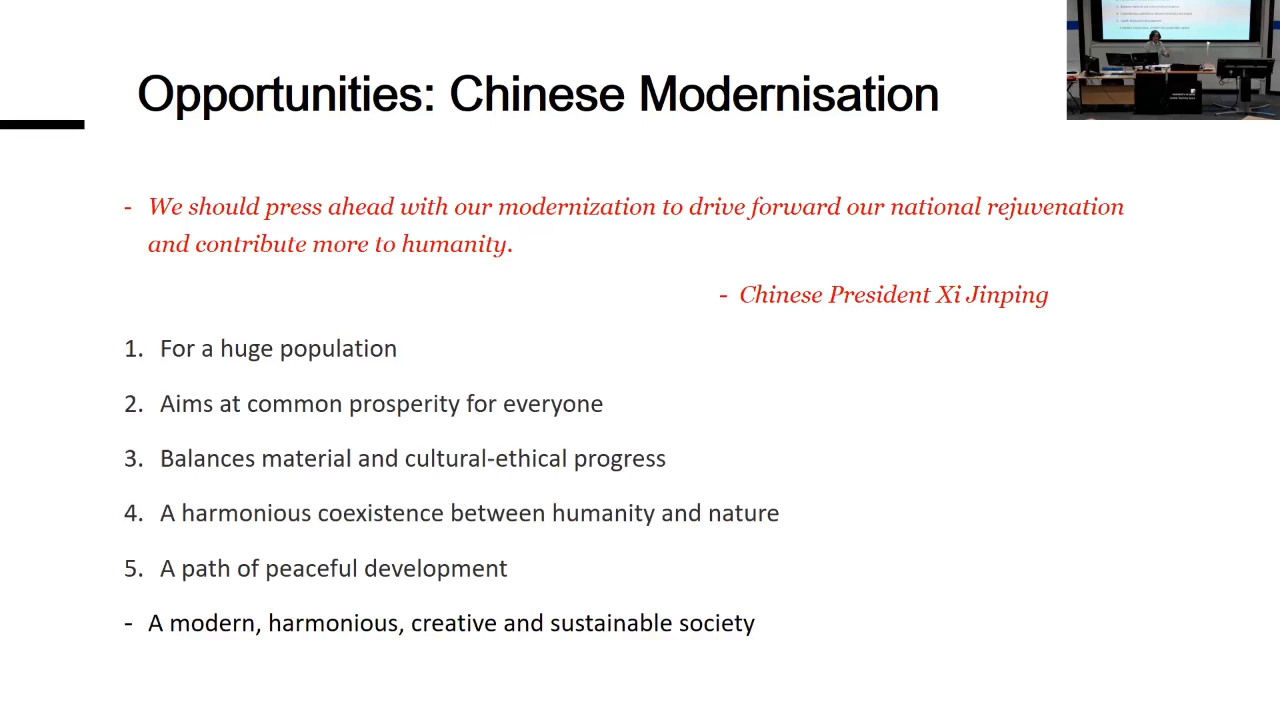 Opportunities: Chinese Modernisation
- We should press ahead with our modernization to drive forward our national rejuvenation
and contribute more to humanity.
- Chinese President Xi Jinping
1. For a huge population
2. Aims at common prosperity for everyone
3. Balances material and cultural-ethical progress
4. A harmonious coexistence between humanity and nature
5. A path of peaceful development
- A modern, harmonious, creative and sustainable society